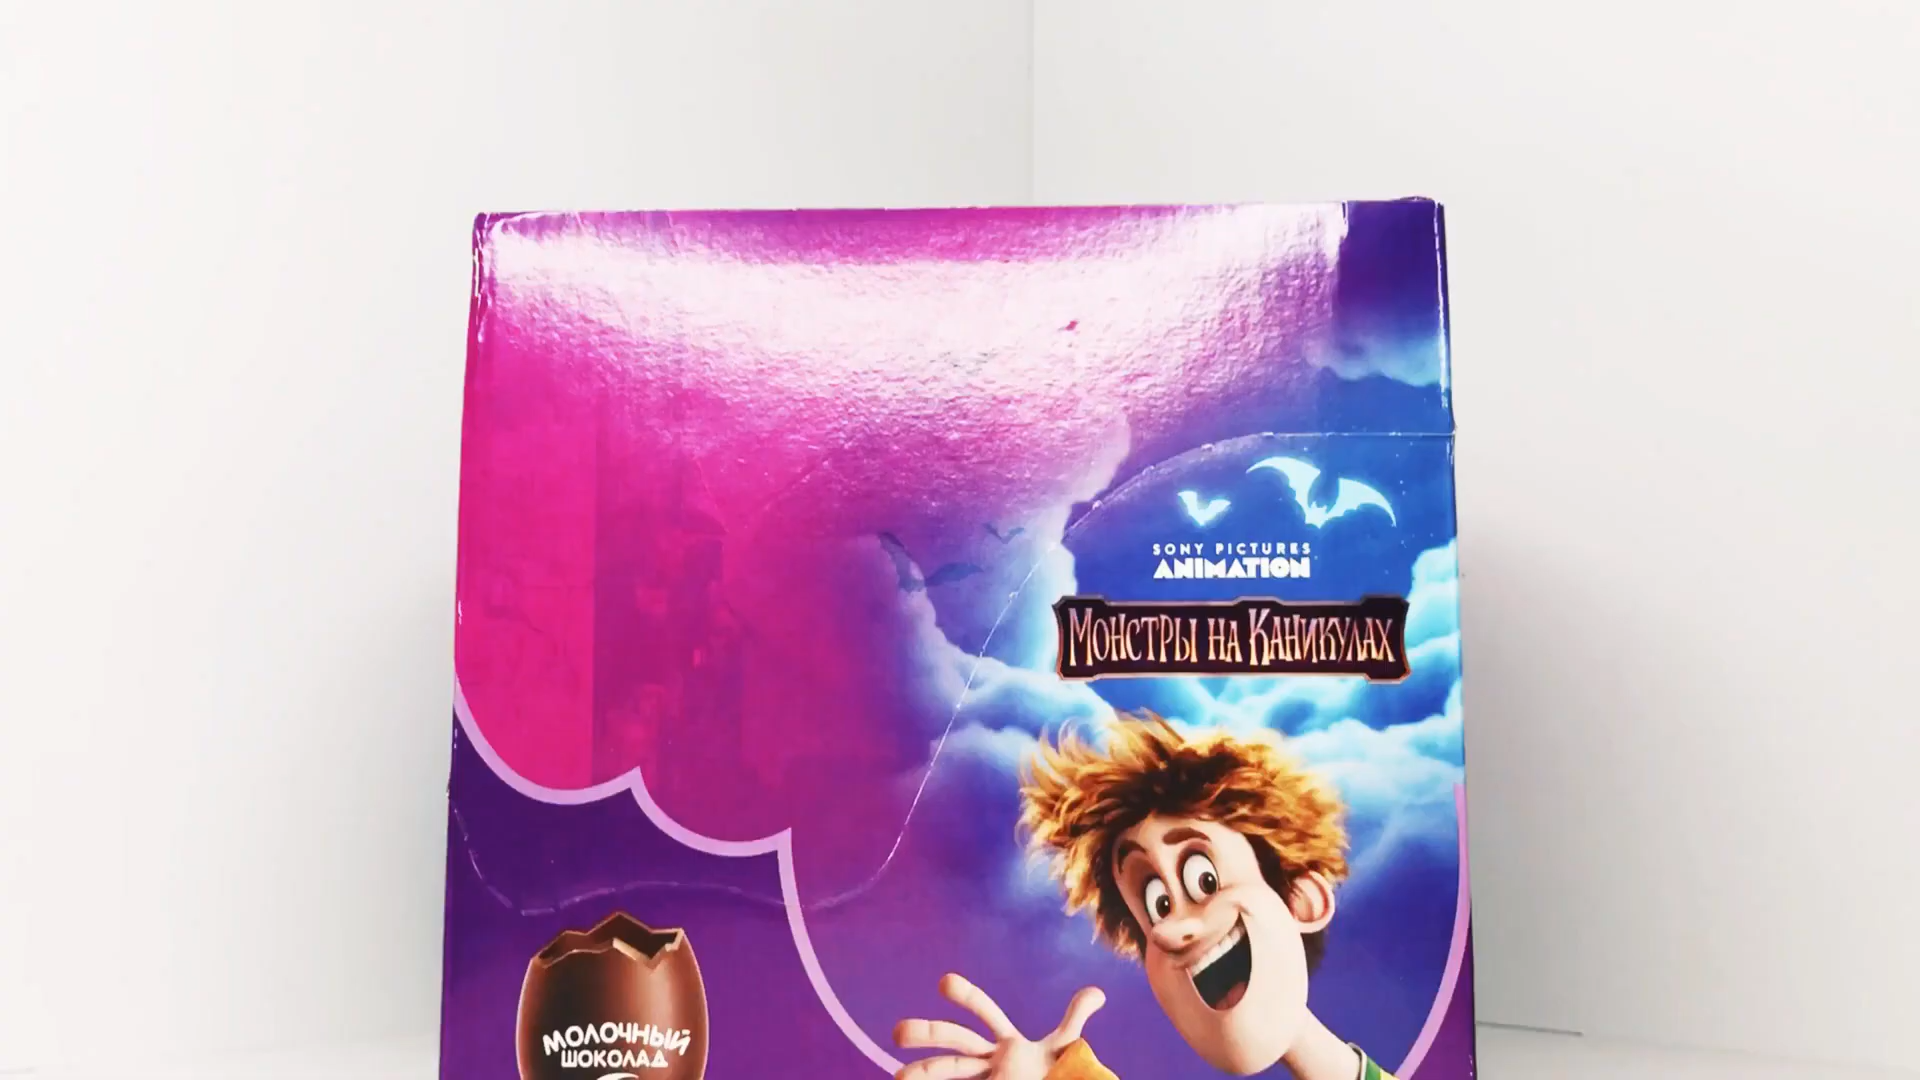 SONY PICTURES
ANIMATION
МОНСТРЫ НА КАНИКУЛАХ
МОЛОЧНЫЙ
ШОКОЛАД